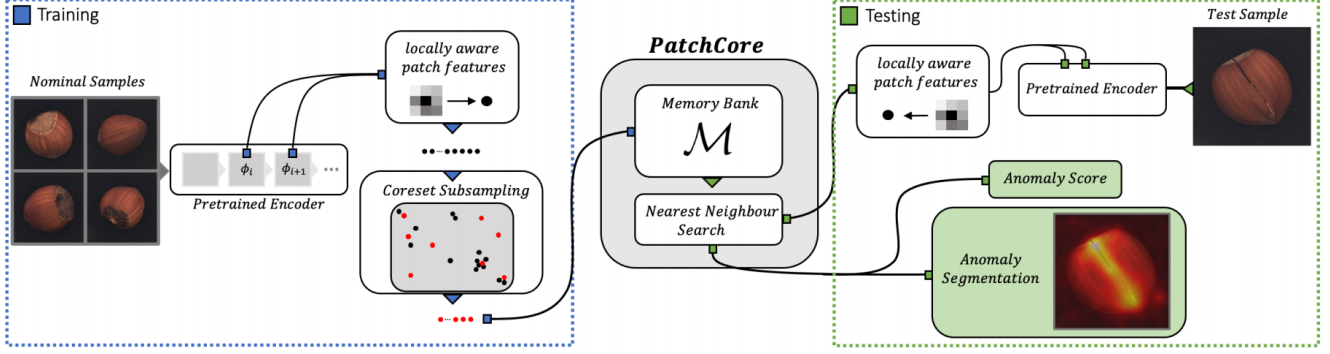 Training
Nominal Samples
ϕi
ϕi+1
...
Pretrained Encoder
locally aware
patch features
Coreset Subsampling
PatchCore
Memory Bank
ℳ
Nearest Neighbour
Search
Testing
locally aware
patch features
Pretrained Encoder
Test Sample
Anomaly Score
Anomaly
Segmentation